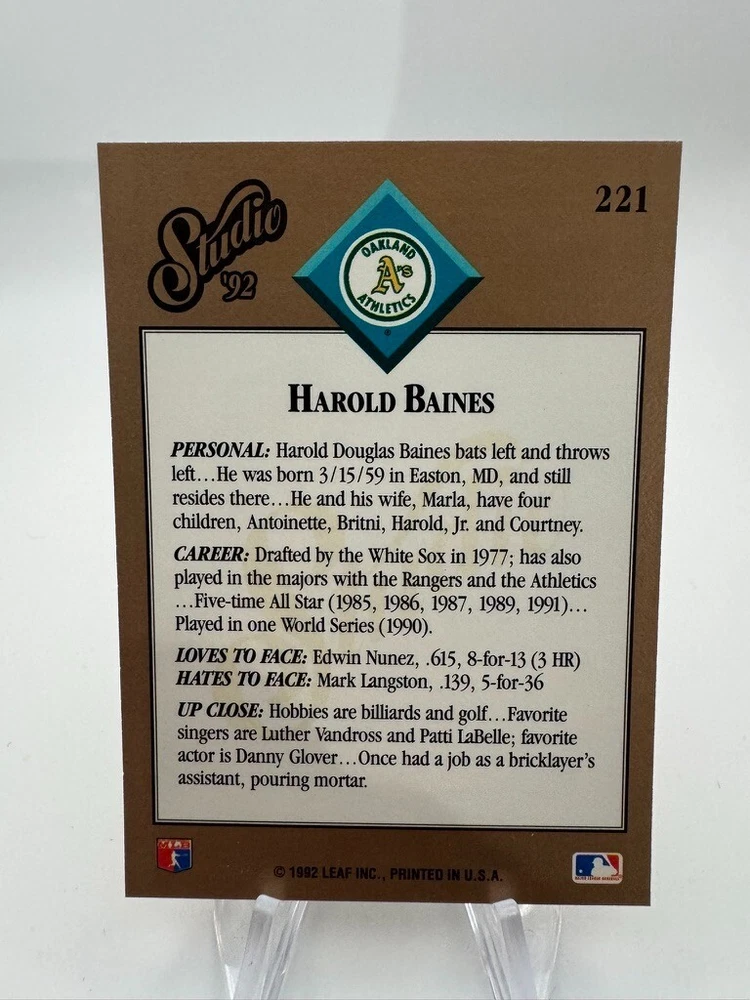 Studio
'92
221
OAKLAND
A's
ATHLETICS
®
HAROLD BAINES
PERSONAL: Harold Douglas Baines bats left and throws
left...He was born 3/15/59 in Easton, MD, and still
resides there...He and his wife, Marla, have four
children, Antoinette, Britni, Harold, Jr. and Courtney.
CAREER: Drafted by the White Sox in 1977; has also
played in the majors with the Rangers and the Athletics
...Five-time All Star (1985, 1986, 1987, 1989, 1991)...
Played in one World Series (1990).
LOVES TO FACE: Edwin Nunez, .615, 8-for-13 (3 HR)
HATES TO FACE: Mark Langston, .139, 5-for-36
UP CLOSE: Hobbies are billiards and golf...Favorite
singers are Luther Vandross and Patti LaBelle; favorite
actor is Danny Glover...Once had a job as a bricklayer's
assistant, pouring mortar.
MLB
© 1992 LEAF INC., PRINTED IN U.S.A.
MAJOR LEAGUE BASEBALL